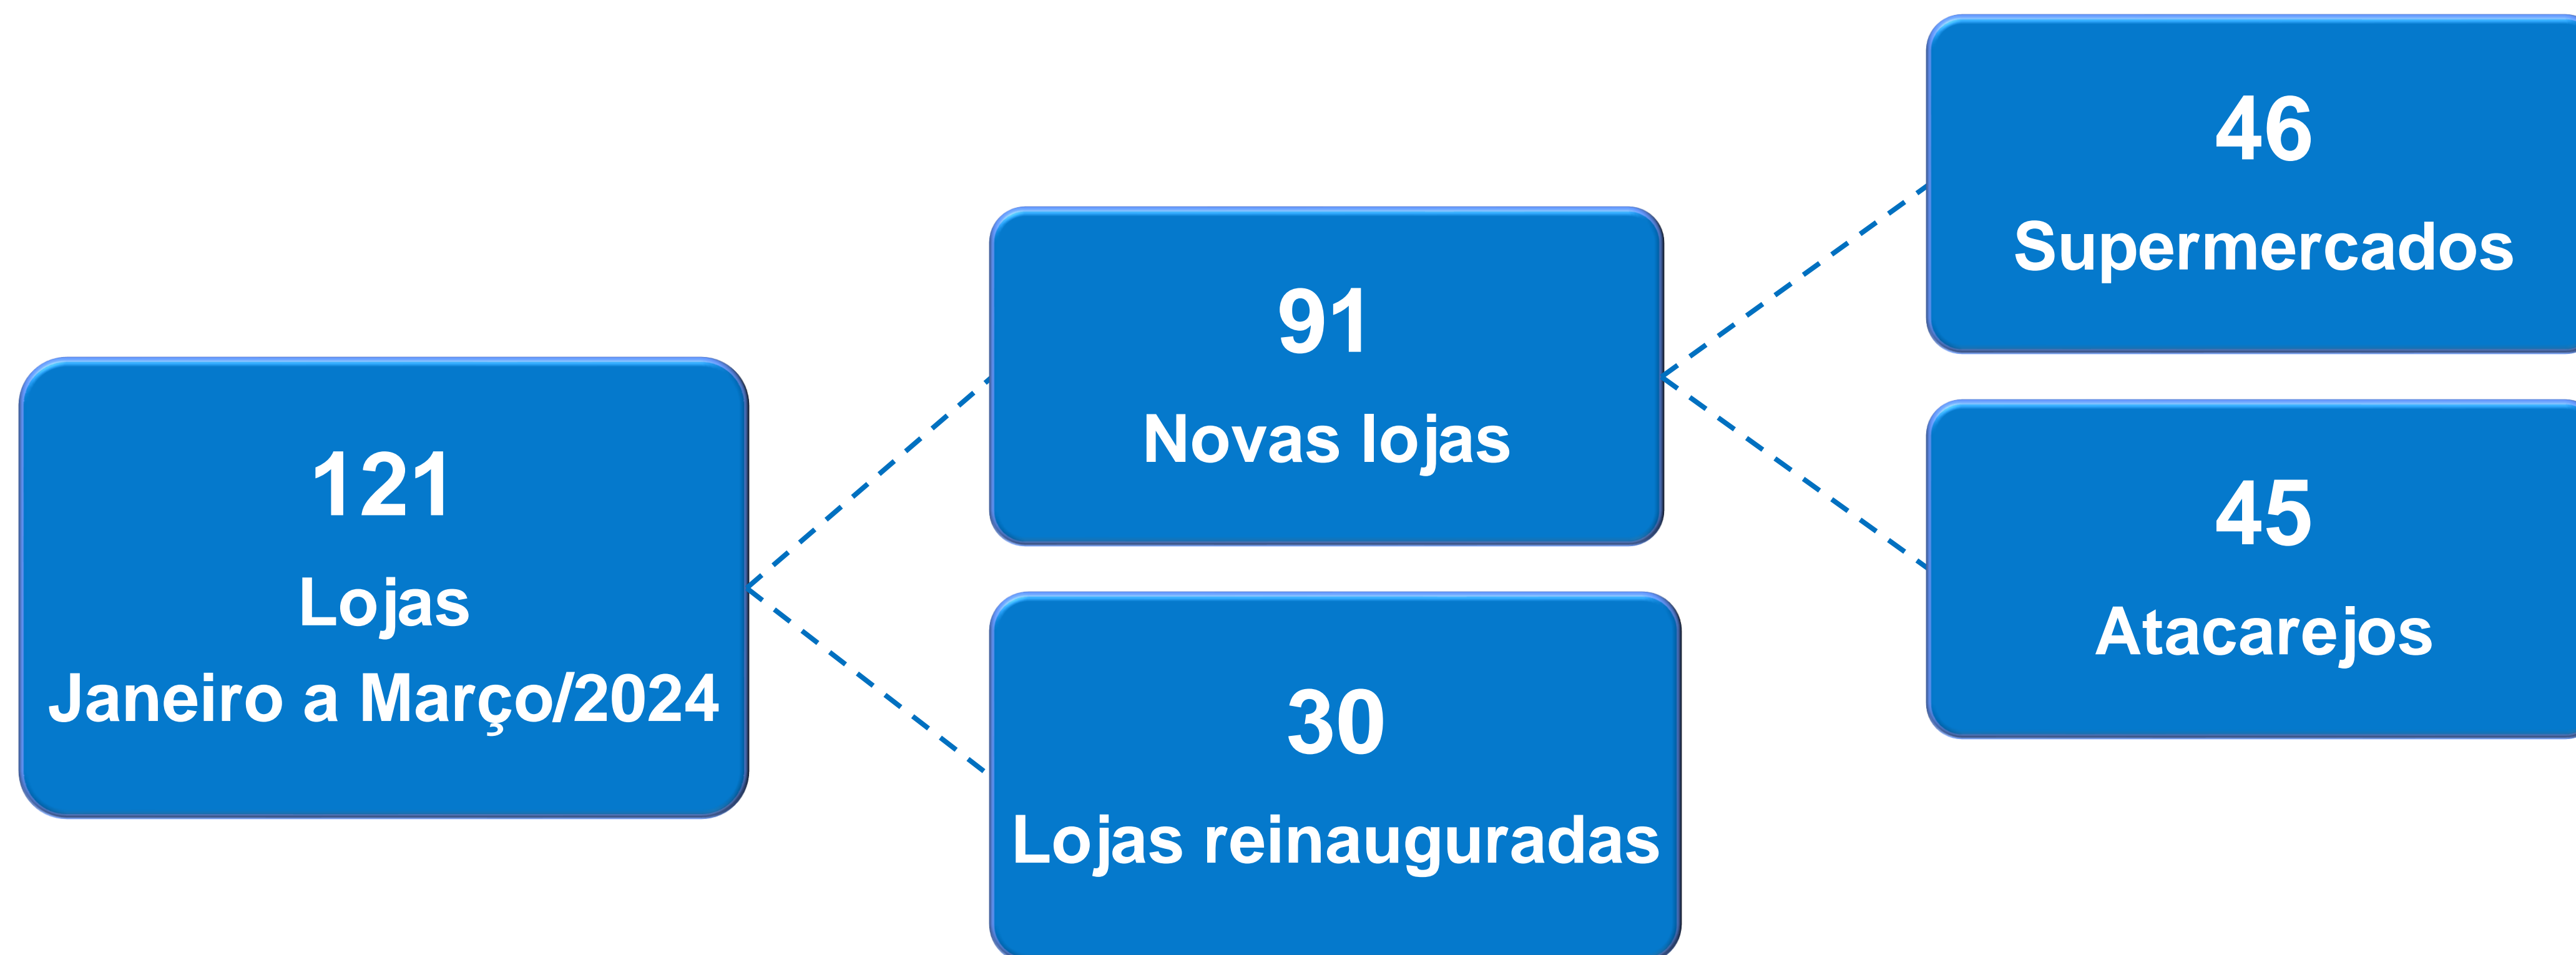 121
Lojas
Janeiro a Março/2024
91
Novas lojas
30
Lojas reinauguradas
46
Supermercados
45
Atacarejos